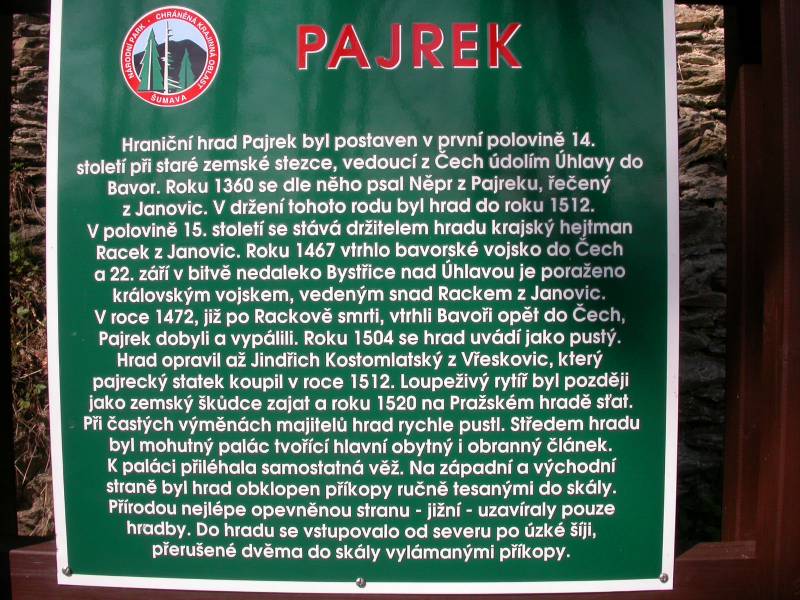 NÁRODNÍ PARK · CHRÁNĚNÁ KRAJINNÁ OBLAST
ŠUMAVA
PAJREK
Hraniční hrad Pajrek byl postaven v první polovině 14.
století při staré zemské stezce, vedoucí z Čech údolím Úhlavy do
Bavor. Roku 1360 se dle něho psal Něpr z Pajreku, řečený
z Janovic. V držení tohoto rodu byl hrad do roku 1512.
V polovině 15. století se stává držitelem hradu krajský hejtman
Racek z Janovic. Roku 1467 vtrhlo bavorské vojsko do Čech
a 22. září v bitvě nedaleko Bystřice nad Úhlavou je poraženo
královským vojskem, vedeným snad Rackem z Janovic.
V roce 1472, již po Rackově smrti, vtrhli Bavoři opět do Čech,
Pajrek dobyli a vypálili. Roku 1504 se hrad uvádí jako pustý.
Hrad opravil až Jindřich Kostomlatský z Vřeskovic, který
pajrecký statek koupil v roce 1512. Loupeživý rytíř byl později
jako zemský škůdce zajat a roku 1520 na Pražském hradě sťat.
Při častých výměnách majitelů hrad rychle pustl. Středem hradu
byl mohutný palác tvořící hlavní obytný i obranný článek.
K paláci přiléhala samostatná věž. Na západní a východní
straně byl hrad obklopen příkopy ručně tesanými do skály.
Přírodou nejlépe opevněnou stranu - jižní - uzavíraly pouze
hradby. Do hradu se vstupovalo od severu po úzké šíji,
přerušené dvěma do skály vylámanými příkopy.